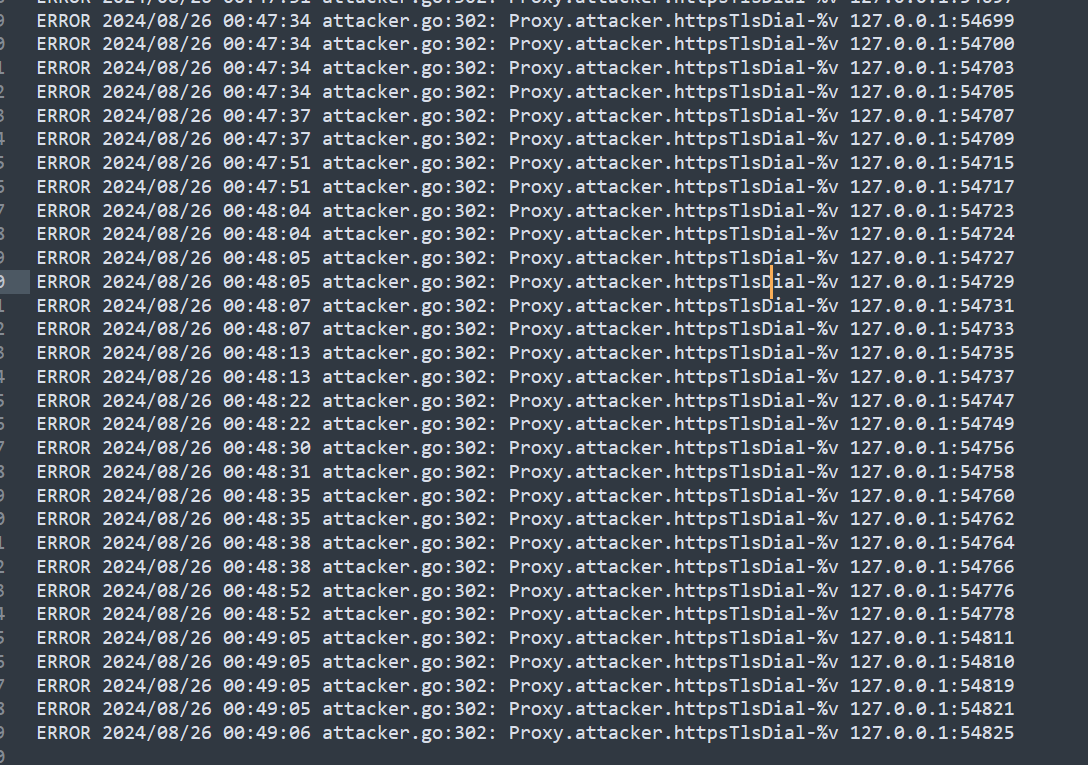 ERROR 2024/08/26 00:47:34 attacker.go:302: Proxy.attacker.httpsTlsDial-%v 127.0.0.1:54699
ERROR 2024/08/26 00:47:34 attacker.go:302: Proxy.attacker.httpsTlsDial-%v 127.0.0.1:54700
ERROR 2024/08/26 00:47:34 attacker.go:302: Proxy.attacker.httpsTlsDial-%v 127.0.0.1:54703
ERROR 2024/08/26 00:47:34 attacker.go:302: Proxy.attacker.httpsTlsDial-%v 127.0.0.1:54705
ERROR 2024/08/26 00:47:37 attacker.go:302: Proxy.attacker.httpsTlsDial-%v 127.0.0.1:54707
ERROR 2024/08/26 00:47:37 attacker.go:302: Proxy.attacker.httpsTlsDial-%v 127.0.0.1:54709
ERROR 2024/08/26 00:47:51 attacker.go:302: Proxy.attacker.httpsTlsDial-%v 127.0.0.1:54715
ERROR 2024/08/26 00:47:51 attacker.go:302: Proxy.attacker.httpsTlsDial-%v 127.0.0.1:54717
ERROR 2024/08/26 00:48:04 attacker.go:302: Proxy.attacker.httpsTlsDial-%v 127.0.0.1:54723
ERROR 2024/08/26 00:48:04 attacker.go:302: Proxy.attacker.httpsTlsDial-%v 127.0.0.1:54724
ERROR 2024/08/26 00:48:05 attacker.go:302: Proxy.attacker.httpsTlsDial-%v 127.0.0.1:54727
ERROR 2024/08/26 00:48:05 attacker.go:302: Proxy.attacker.httpsTlsDial-%v 127.0.0.1:54729
ERROR 2024/08/26 00:48:07 attacker.go:302: Proxy.attacker.httpsTlsDial-%v 127.0.0.1:54731
ERROR 2024/08/26 00:48:07 attacker.go:302: Proxy.attacker.httpsTlsDial-%v 127.0.0.1:54733
ERROR 2024/08/26 00:48:13 attacker.go:302: Proxy.attacker.httpsTlsDial-%v 127.0.0.1:54735
ERROR 2024/08/26 00:48:13 attacker.go:302: Proxy.attacker.httpsTlsDial-%v 127.0.0.1:54737
ERROR 2024/08/26 00:48:22 attacker.go:302: Proxy.attacker.httpsTlsDial-%v 127.0.0.1:54747
ERROR 2024/08/26 00:48:22 attacker.go:302: Proxy.attacker.httpsTlsDial-%v 127.0.0.1:54749
ERROR 2024/08/26 00:48:30 attacker.go:302: Proxy.attacker.httpsTlsDial-%v 127.0.0.1:54756
ERROR 2024/08/26 00:48:31 attacker.go:302: Proxy.attacker.httpsTlsDial-%v 127.0.0.1:54758
ERROR 2024/08/26 00:48:35 attacker.go:302: Proxy.attacker.httpsTlsDial-%v 127.0.0.1:54760
ERROR 2024/08/26 00:48:35 attacker.go:302: Proxy.attacker.httpsTlsDial-%v 127.0.0.1:54762
ERROR 2024/08/26 00:48:38 attacker.go:302: Proxy.attacker.httpsTlsDial-%v 127.0.0.1:54764
ERROR 2024/08/26 00:48:38 attacker.go:302: Proxy.attacker.httpsTlsDial-%v 127.0.0.1:54766
ERROR 2024/08/26 00:48:52 attacker.go:302: Proxy.attacker.httpsTlsDial-%v 127.0.0.1:54776
ERROR 2024/08/26 00:48:52 attacker.go:302: Proxy.attacker.httpsTlsDial-%v 127.0.0.1:54778
ERROR 2024/08/26 00:49:05 attacker.go:302: Proxy.attacker.httpsTlsDial-%v 127.0.0.1:54811
ERROR 2024/08/26 00:49:05 attacker.go:302: Proxy.attacker.httpsTlsDial-%v 127.0.0.1:54810
ERROR 2024/08/26 00:49:05 attacker.go:302: Proxy.attacker.httpsTlsDial-%v 127.0.0.1:54819
ERROR 2024/08/26 00:49:05 attacker.go:302: Proxy.attacker.httpsTlsDial-%v 127.0.0.1:54821
ERROR 2024/08/26 00:49:06 attacker.go:302: Proxy.attacker.httpsTlsDial-%v 127.0.0.1:54825